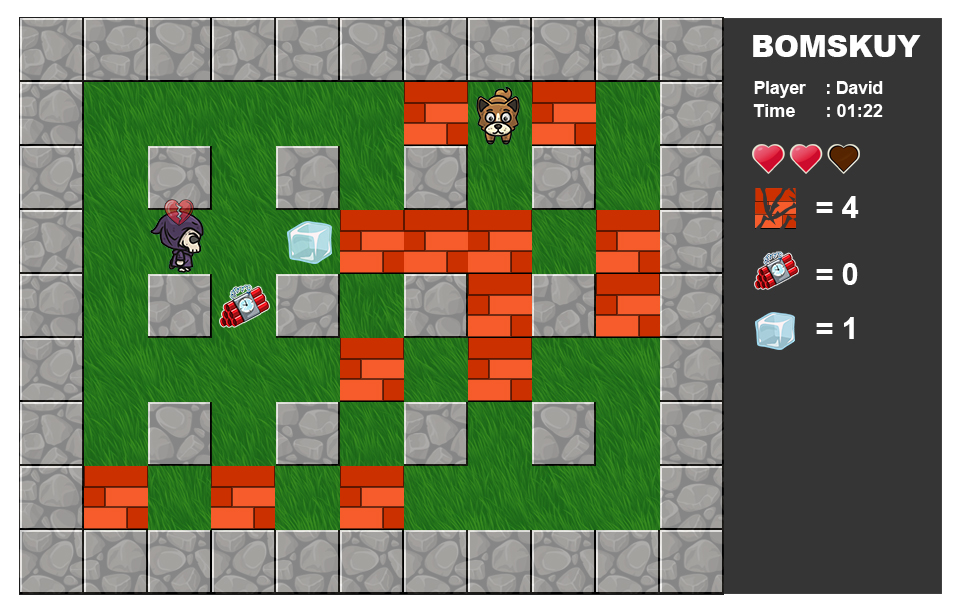 BOMSKUY
Player : David
Time : 01:22
= 4
= 0
= 1